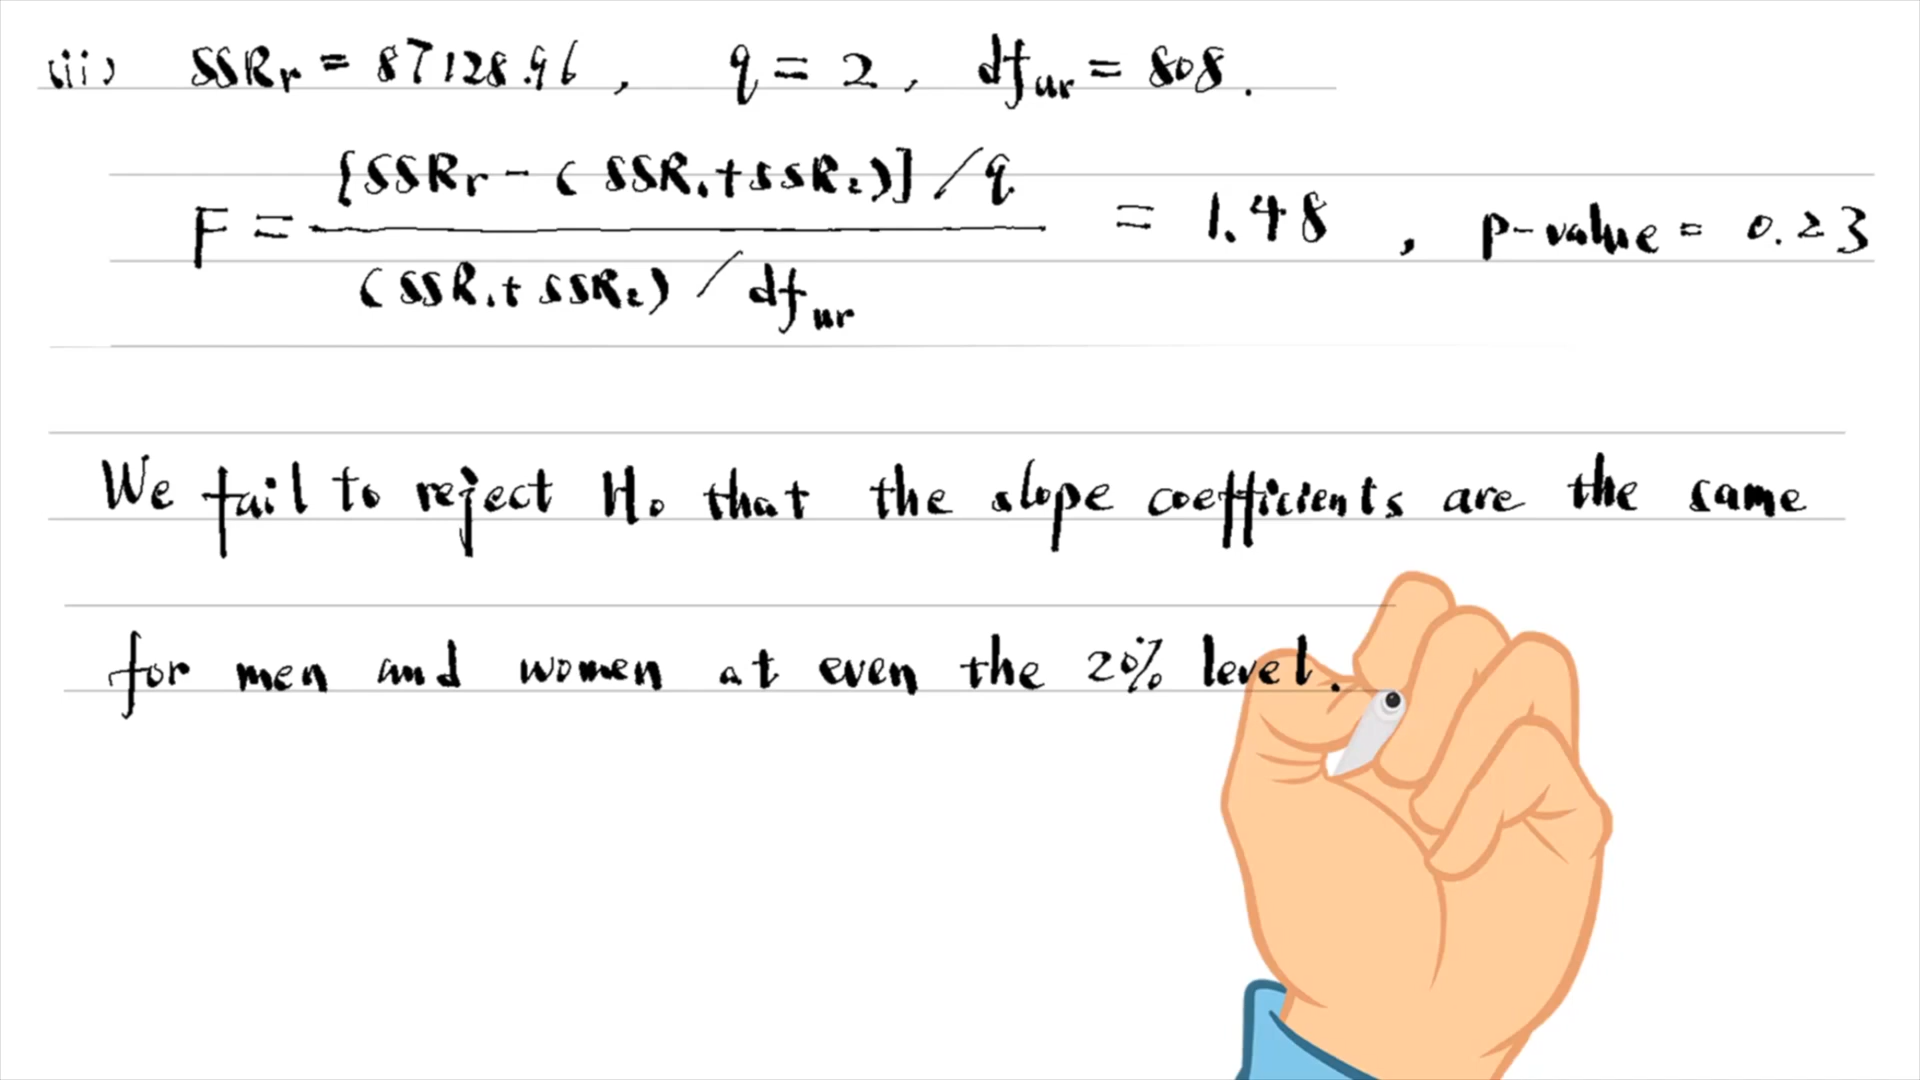 (iii) SSRr = 87128.96, q = 2, dfur = 808.
F = {SSRr - (SSR1+SSR2)]/q / (SSR1+SSR2)/dfur = 1.48, p-value = 0.23
We fail to reject H0 that the slope coefficients are the same
for men and women at even the 20% level.